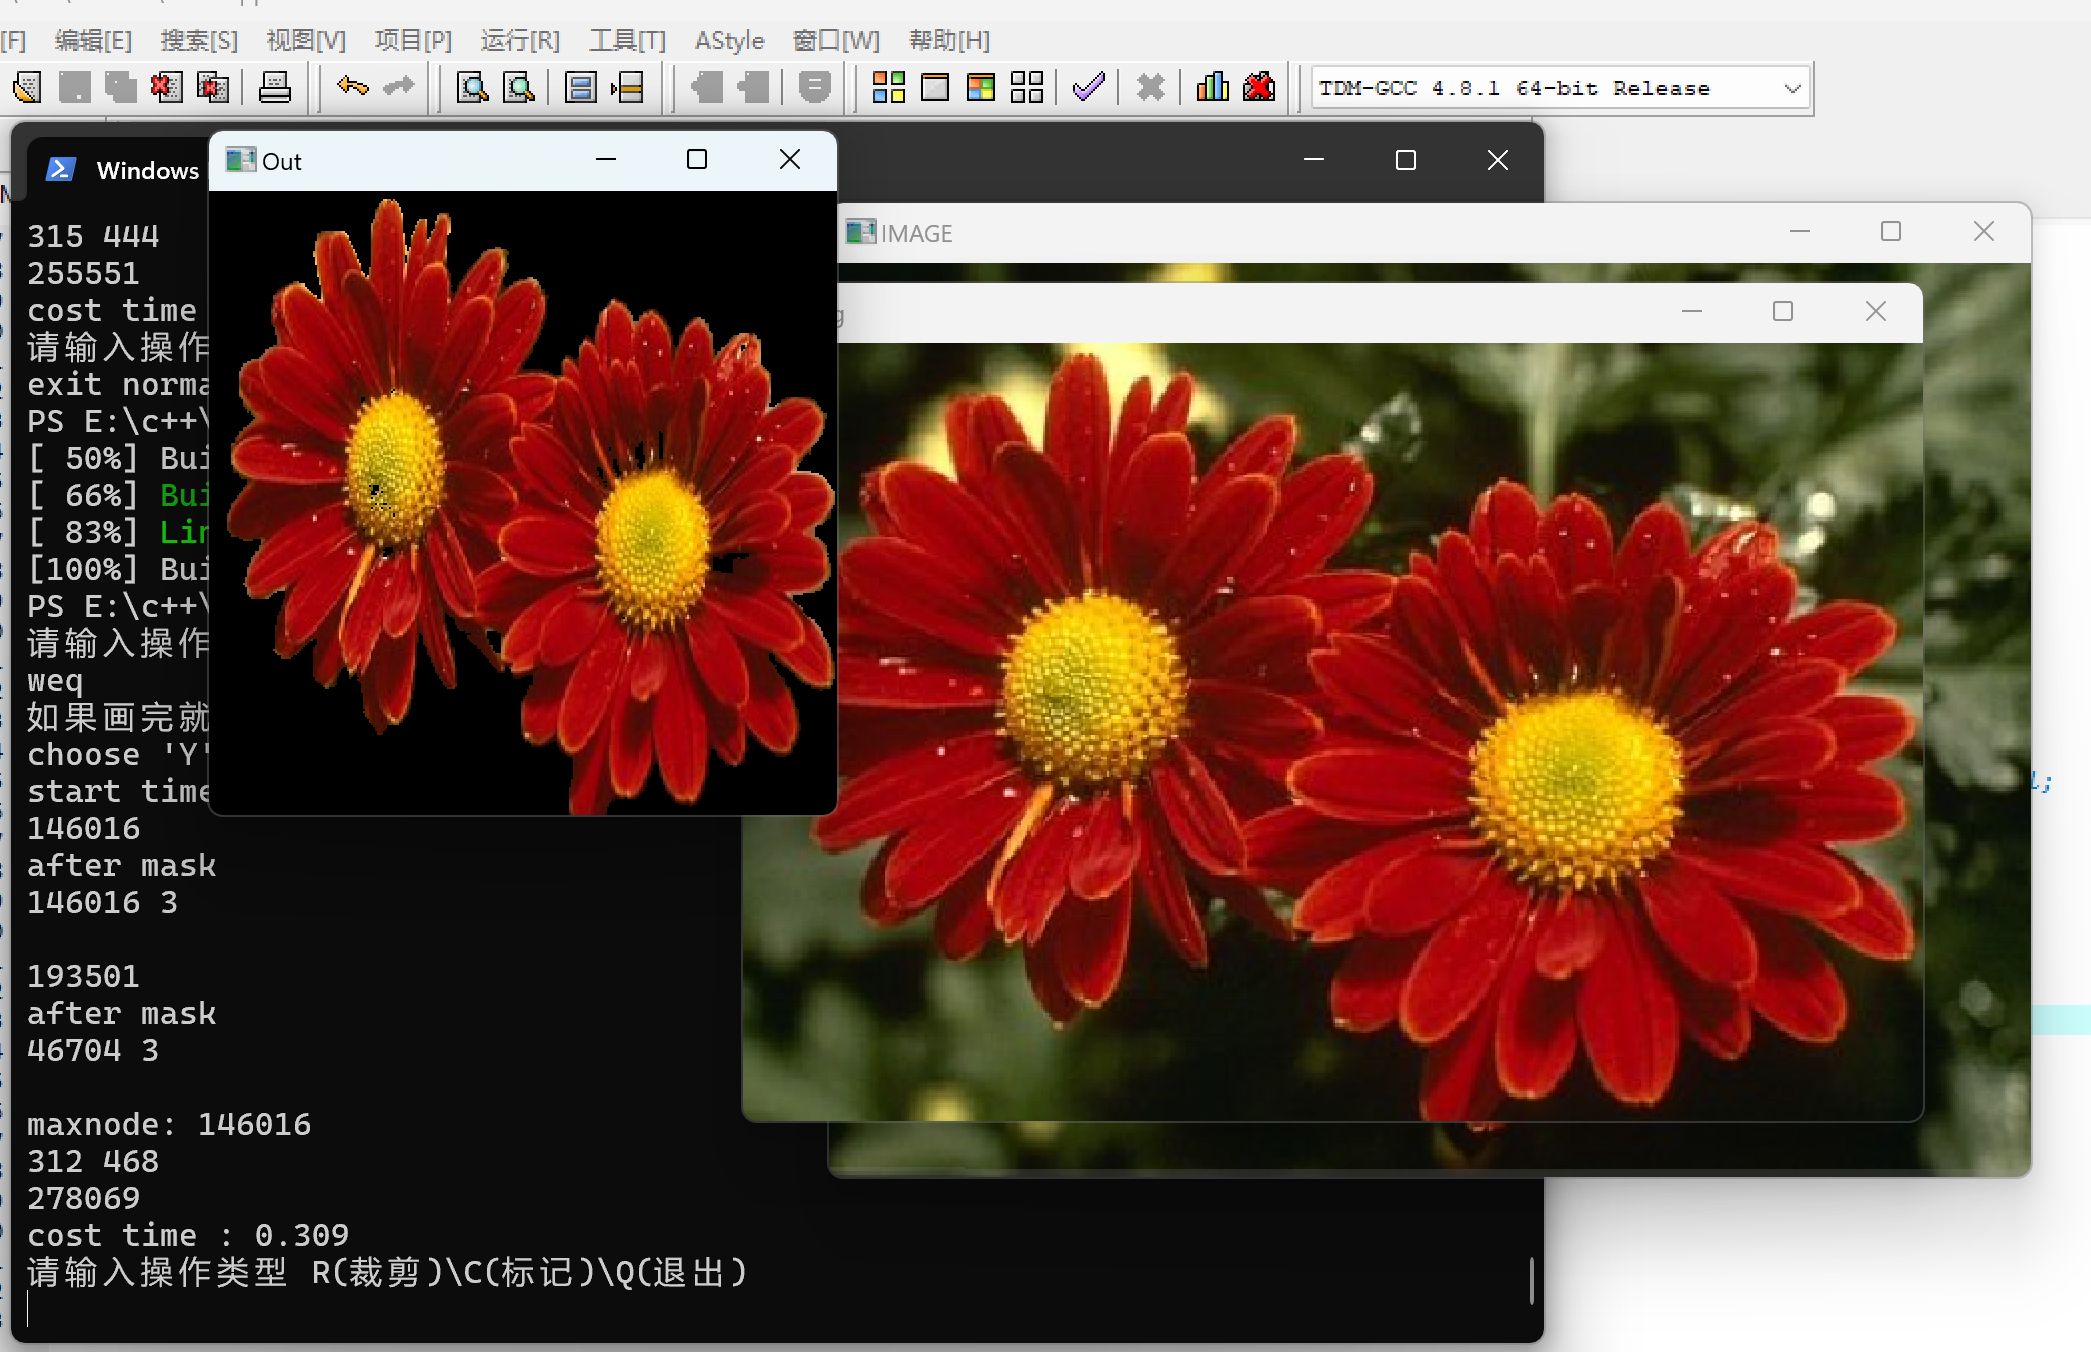 [F] 编辑[E] 搜索[S] 视图[V] 项目[P] 运行[R] 工具[T] AStyle 窗口[W] 帮助[H]
TDM-GCC 4.8.1 64-bit Release
Windows
Out
IMAGE
g
315 444
255551
cost time
请输入操作
exit norma
PS E:\c++\
[ 50%] Bui
[ 66%] Bui
[ 83%] Lin
[100%] Bui
PS E:\c++\
请输入操作
weq
如果画完就
choose 'Y'
start time
146016
after mask
146016 3
193501
after mask
46704 3
maxnode: 146016
312 468
278069
cost time : 0.309
请输入操作类型 R(裁剪)\C(标记)\Q(退出)